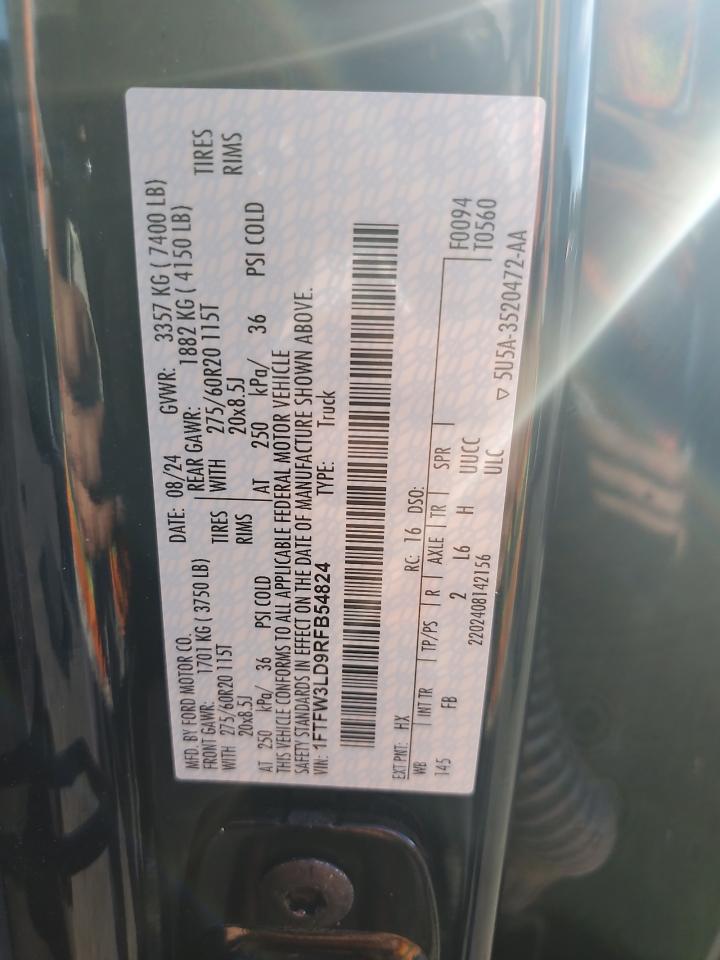 MFD. BY FORD MOTOR CO. DATE: 08/24 GVWR: 3357 KG ( 7400 LB)
FRONT GAWR: 1701 KG ( 3750 LB) REAR GAWR: 1882 KG ( 4150 LB)
WITH 275/60R20 115T TIRES WITH 275/60R20 115T TIRES
20x8.5J RIMS 20x8.5J RIMS
AT 250 kPa/ 36 PSI COLD AT 250 kPa/ 36 PSI COLD
THIS VEHICLE CONFORMS TO ALL APPLICABLE FEDERAL MOTOR VEHICLE
SAFETY STANDARDS IN EFFECT ON THE DATE OF MANUFACTURE SHOWN ABOVE.
VIN: 1FTFW3LD9RFB54824 TYPE: Truck
EXT PNT: HX RC: 16 DSO: F0094
WB INT TR TP/PS R AXLE TR SPR T0560
145 FB 2 L6 H UUCC
2202408142156 ULC ▽ 5U5A-3520472-AA